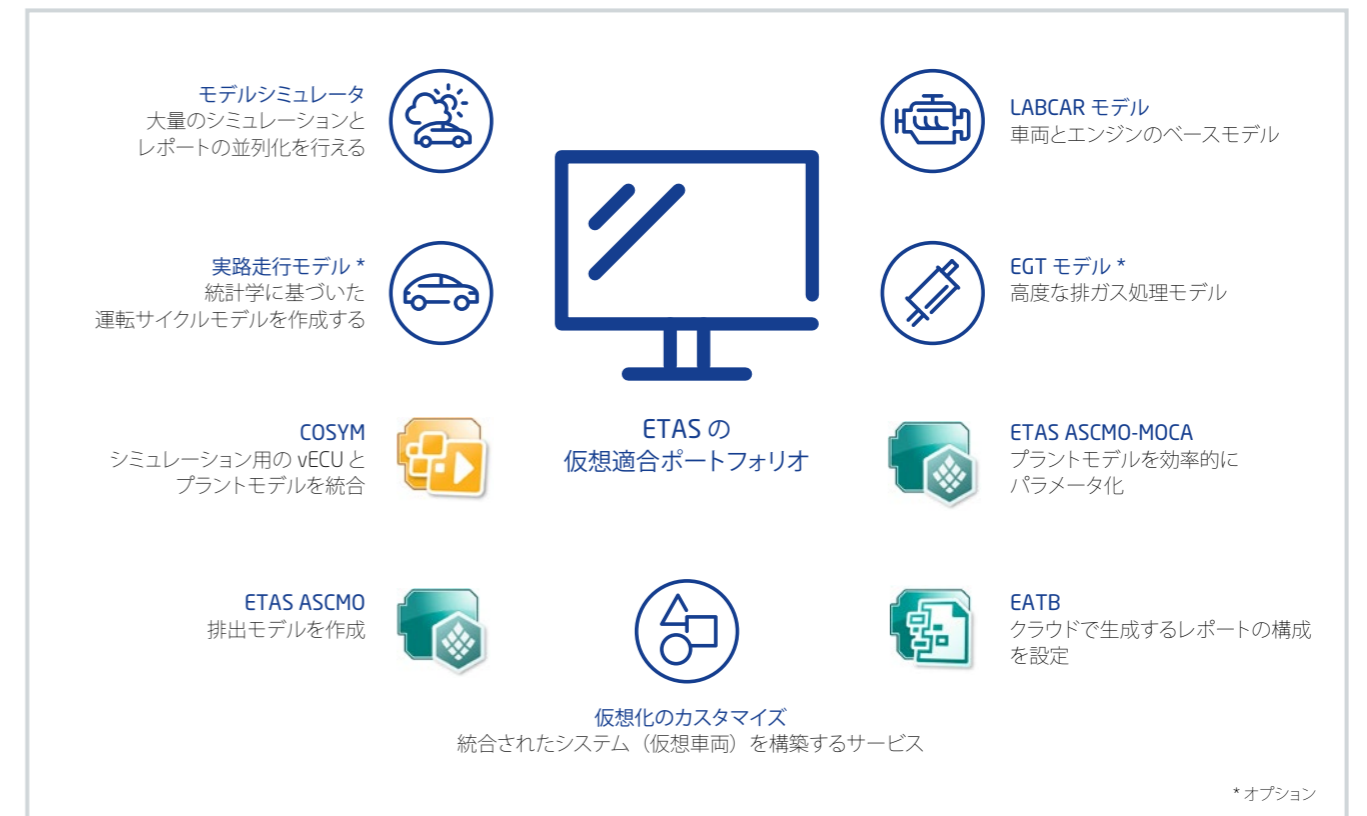 モデルシミュレータ
大量のシミュレーションと
レポートの並列化を行える
LABCAR モデル
車両とエンジンのベースモデル
実路走行モデル *
統計学に基づいた
運転サイクルモデルを作成する
EGT モデル *
高度な排ガス処理モデル
COSYM
シミュレーション用の vECU と
プラントモデルを統合
ETAS の
仮想適合ポートフォリオ
ETAS ASCMO-MOCA
プラントモデルを効率的に
パラメータ化
ETAS ASCMO
排出モデルを作成
EATB
クラウドで生成するレポートの構成
を設定
仮想化のカスタマイズ
統合されたシステム（仮想車両）を構築するサービス
* オプション